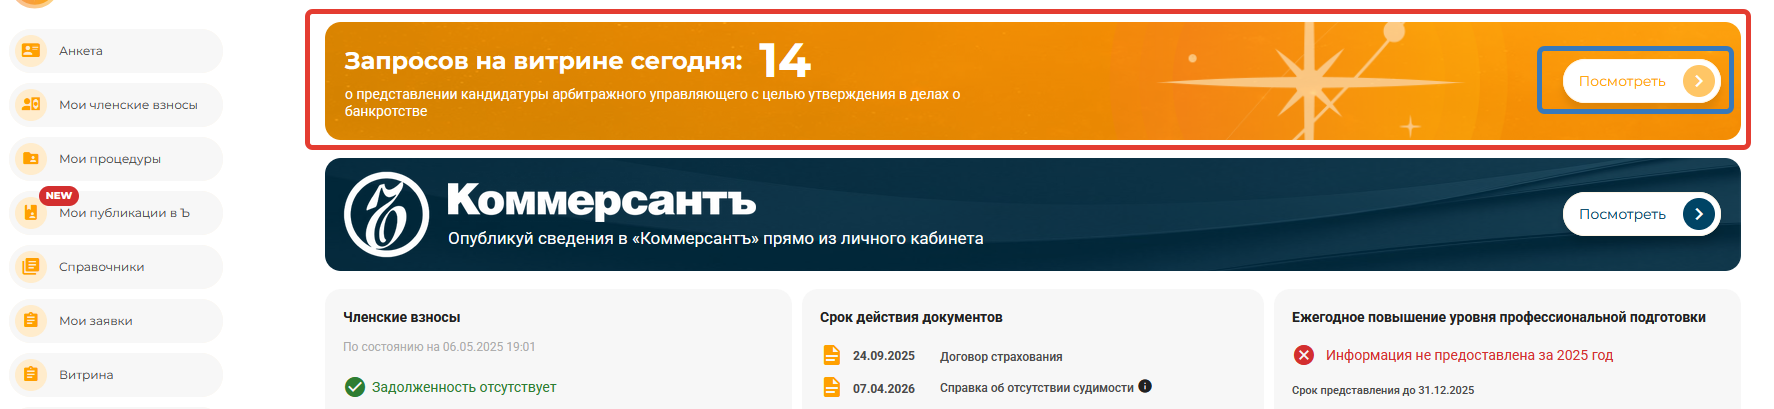 Анкета
Мои членские взносы
Мои процедуры
NEW
Мои публикации в Ъ
Справочники
Мои заявки
Витрина
Запросов на витрине сегодня: 14
о представлении кандидатуры арбитражного управляющего с целью утверждения в делах о
банкротстве
Посмотреть
Коммерсантъ
Опубликуй сведения в «Коммерсантъ» прямо из личного кабинета
Посмотреть
Членские взносы
По состоянию на 06.05.2025 19:01
Задолженность отсутствует
Срок действия документов
24.09.2025 Договор страхования
07.04.2026 Справка об отсутствии судимости
Ежегодное повышение уровня профессиональной подготовки
Информация не предоставлена за 2025 год
Срок представления до 31.12.2025